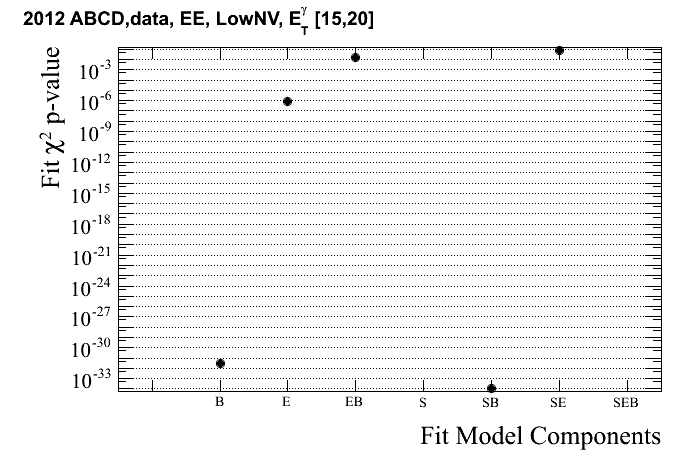 2012 ABCD,data, EE, LowNV, E_T^γ [15,20]
Fit χ² p-value
10⁻³
10⁻⁶
10⁻⁹
10⁻¹²
10⁻¹⁵
10⁻¹⁸
10⁻²¹
10⁻²⁴
10⁻²⁷
10⁻³⁰
10⁻³³
B E EB S SB SE SEB
Fit Model Components